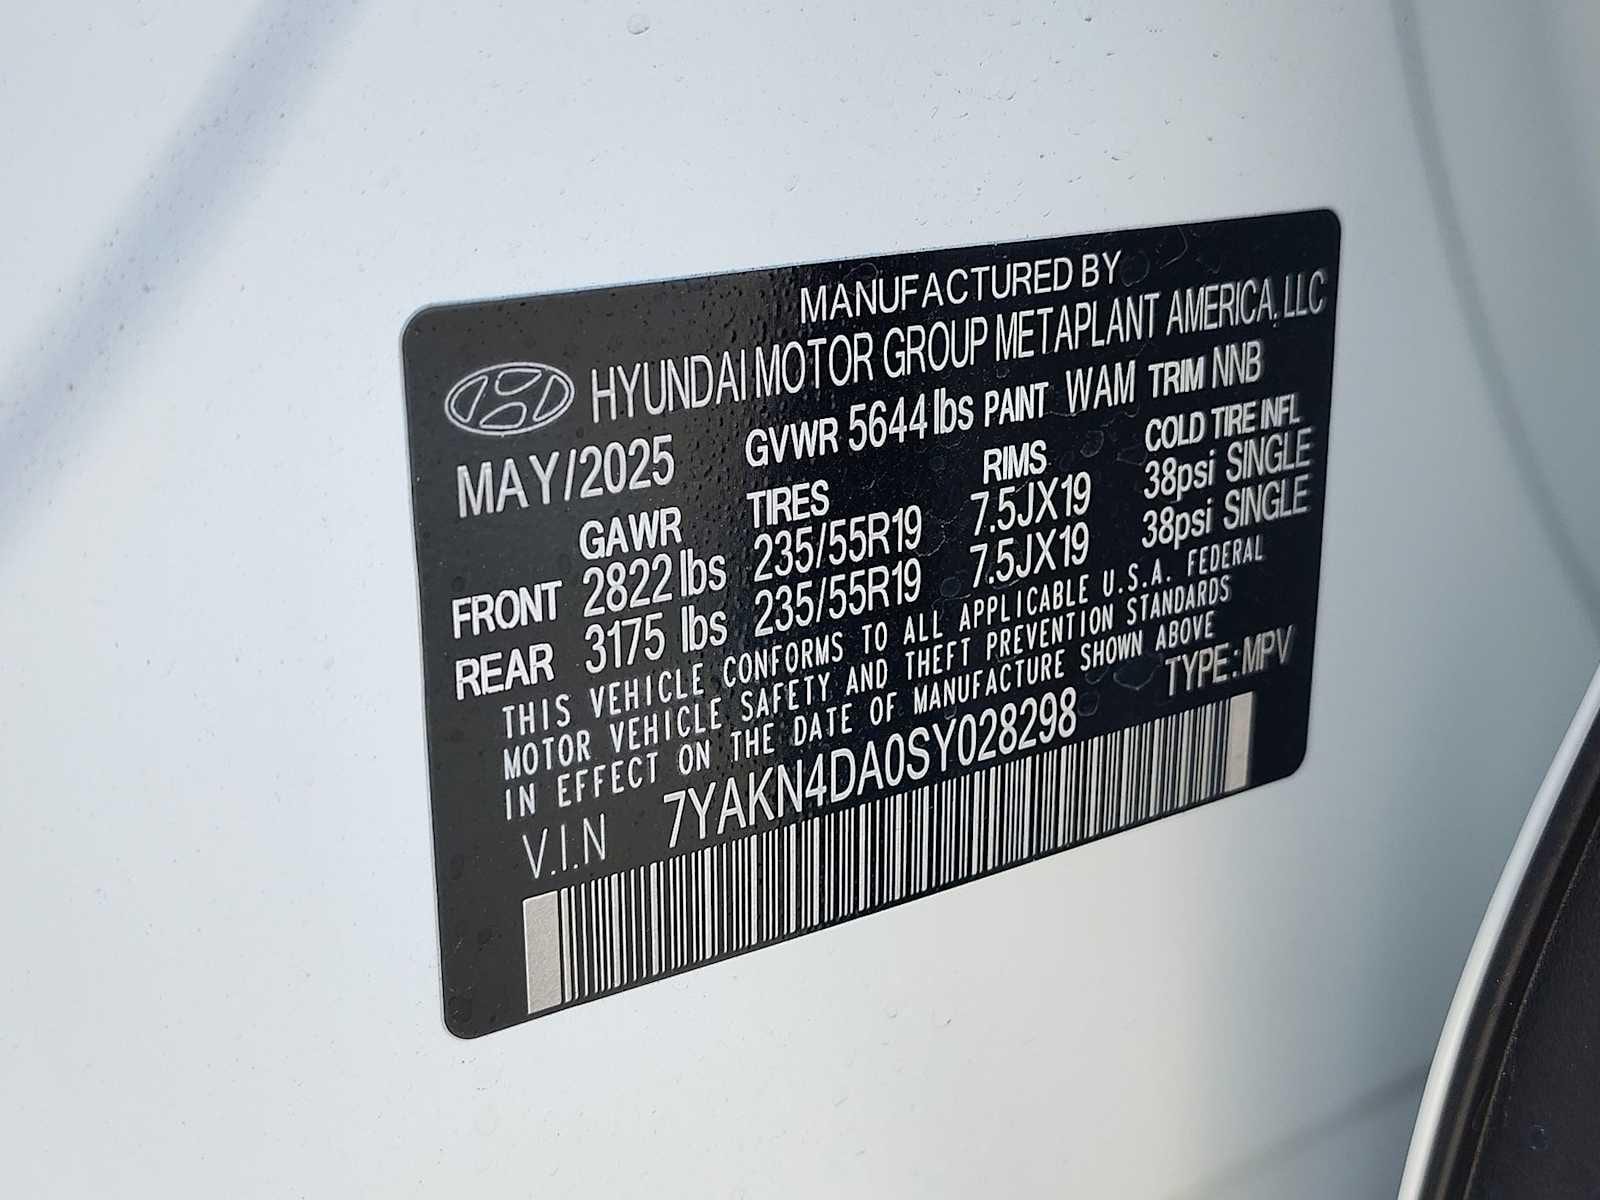 MANUFACTURED BY
HYUNDAI MOTOR GROUP METAPLANT AMERICA, LLC
MAY/2025 GVWR 5644 lbs PAINT WAM TRIM NNB
GAWR TIRES RIMS COLD TIRE INFL
FRONT 2822 lbs 235/55R19 7.5JX19 38psi SINGLE
REAR 3175 lbs 235/55R19 7.5JX19 38psi SINGLE
THIS VEHICLE CONFORMS TO ALL APPLICABLE U.S.A. FEDERAL
MOTOR VEHICLE SAFETY AND THEFT PREVENTION STANDARDS
IN EFFECT ON THE DATE OF MANUFACTURE SHOWN ABOVE
V.I.N 7YAKN4DA0SY028298 TYPE:MPV